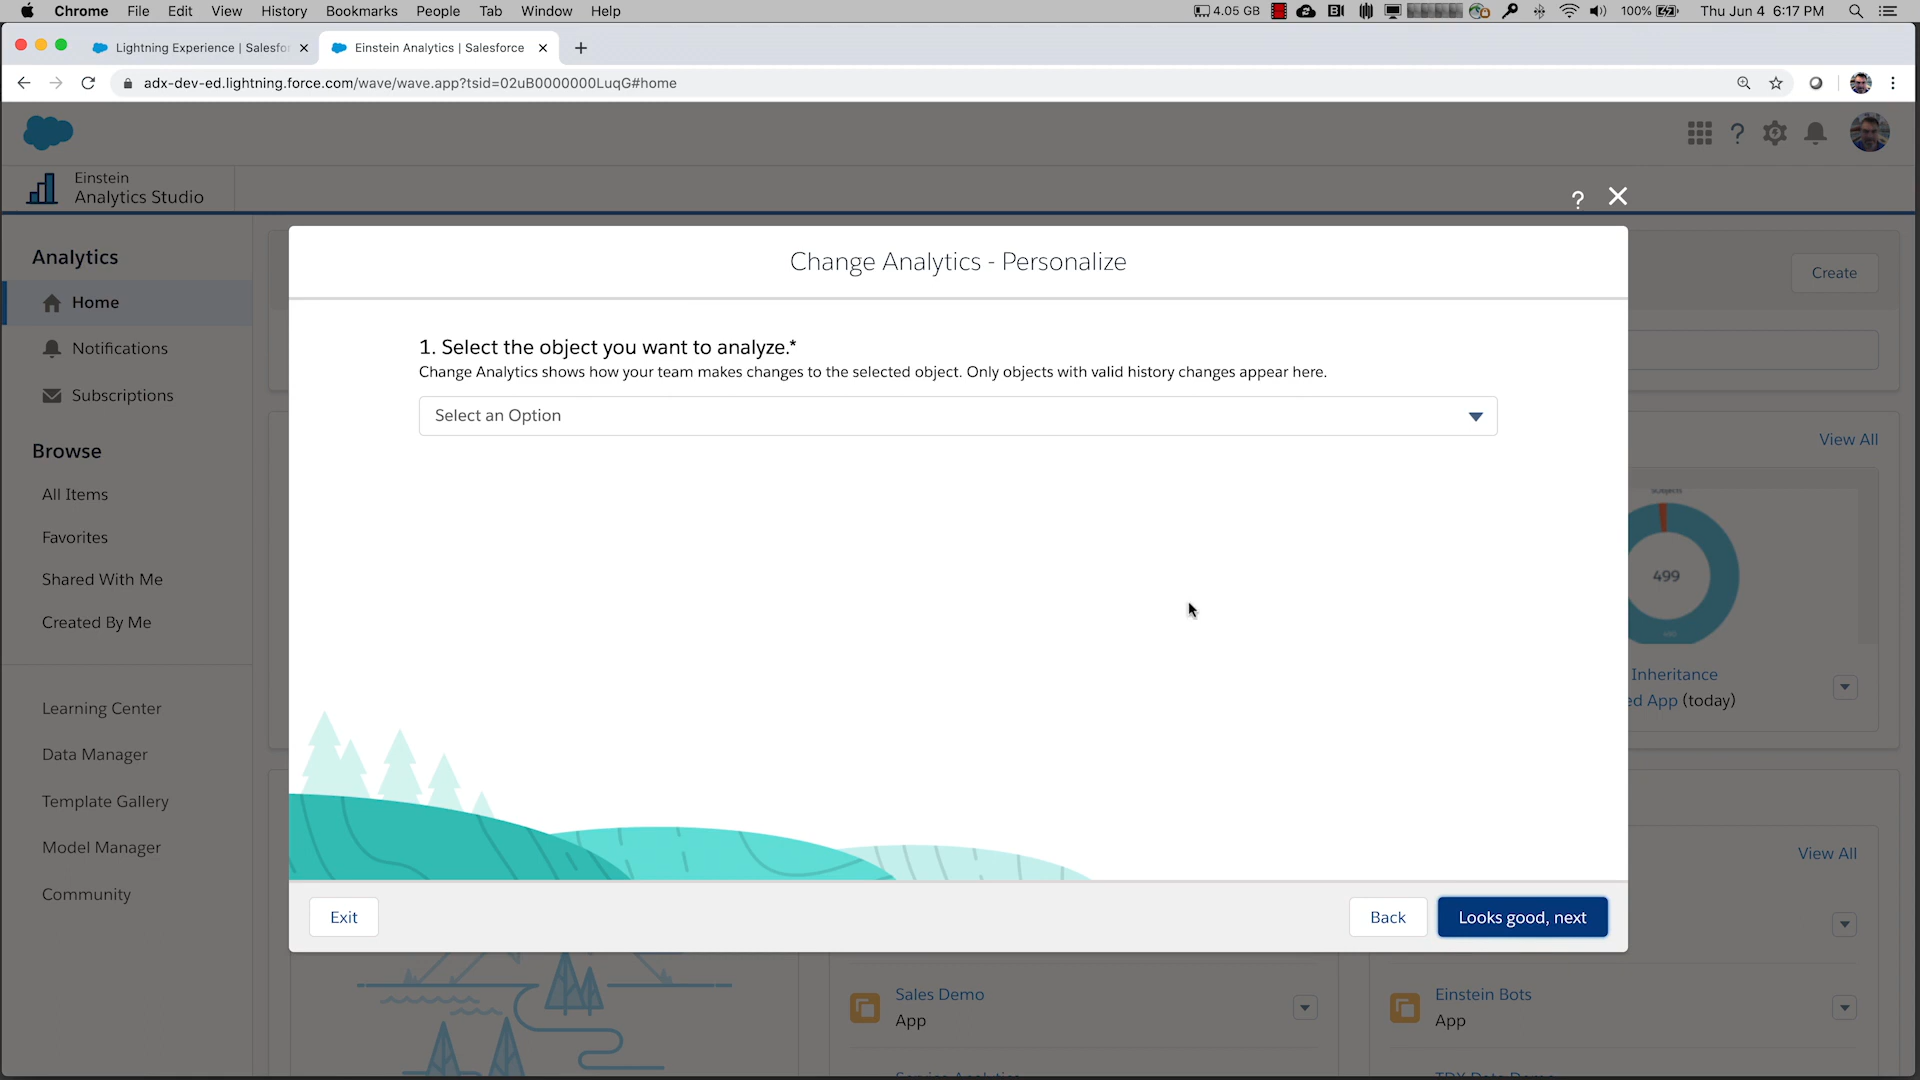 Chrome File Edit View History Bookmarks People Tab Window Help 4.05 GB 100% Thu Jun 4 6:17 PM
Lightning Experience | Salesfo Einstein Analytics | Salesforce
adx-dev-ed.lightning.force.com/wave/wave.app?tsid=02uB0000000LuqG#home
Einstein
Analytics Studio
?
Analytics
Home
Notifications
Subscriptions
Browse
All Items
Favorites
Shared With Me
Created By Me
Learning Center
Data Manager
Template Gallery
Model Manager
Community
Change Analytics - Personalize
Create
1. Select the object you want to analyze.*
Change Analytics shows how your team makes changes to the selected object. Only objects with valid history changes appear here.
Select an Option
View All
499
Inheritance
ed App (today)
View All
Exit
Back
Looks good, next
Sales Demo
App
Einstein Bots
App